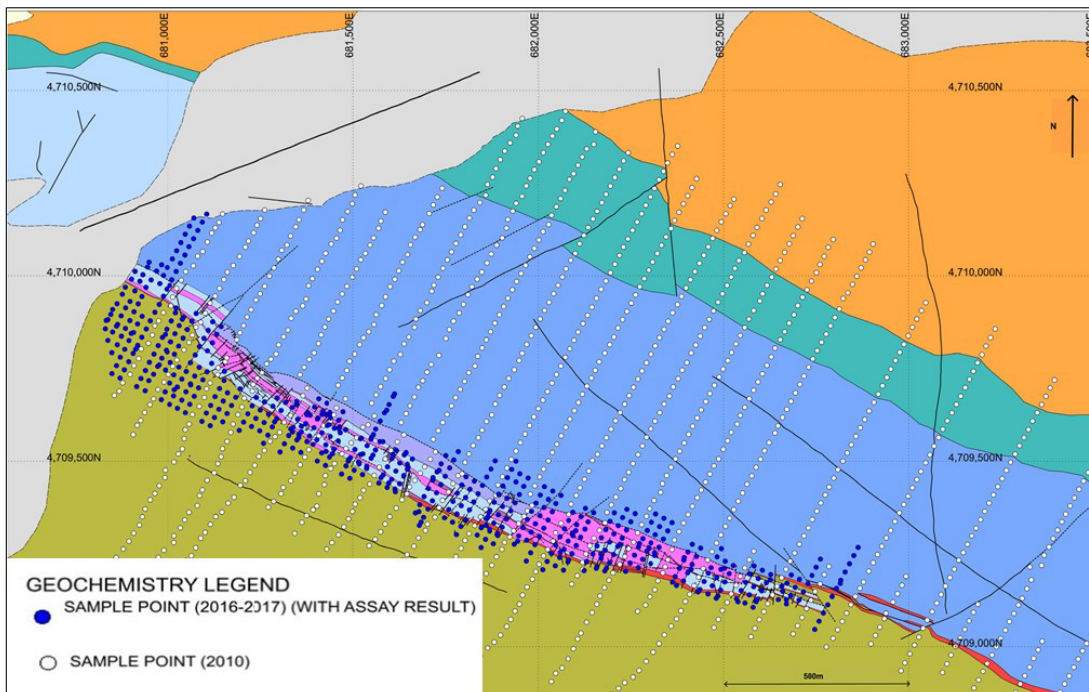 681,000E
681,500E
682,000E
682,500E
683,000E
4,710,500N
4,710,500N
N
4,710,000N
4,710,000N
4,709,500N
4,709,500N
4,709,000N
500m
GEOCHEMISTRY LEGEND
SAMPLE POINT (2016-2017) (WITH ASSAY RESULT)
SAMPLE POINT (2010)